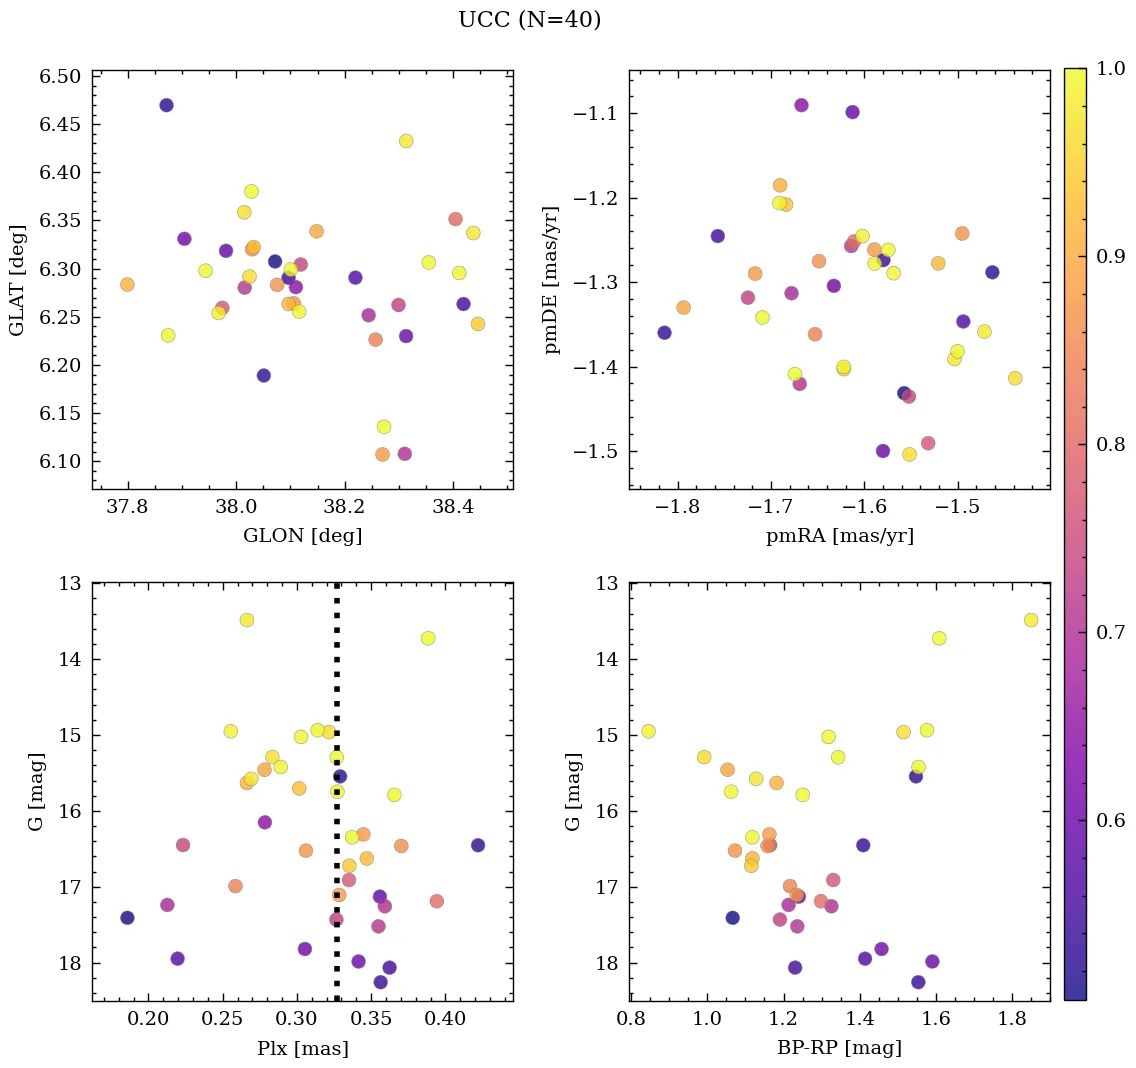 UCC (N=40)
6.50
6.45
6.40
6.35
6.30
6.25
6.20
6.15
6.10
GLAT [deg]
37.8 38.0 38.2 38.4
GLON [deg]
−1.1
−1.2
−1.3
−1.4
−1.5
pmDE [mas/yr]
−1.8 −1.7 −1.6 −1.5
pmRA [mas/yr]
13
14
15
16
17
18
G [mag]
0.20 0.25 0.30 0.35 0.40
Plx [mas]
13
14
15
16
17
18
G [mag]
0.8 1.0 1.2 1.4 1.6 1.8
BP-RP [mag]
1.0
0.9
0.8
0.7
0.6